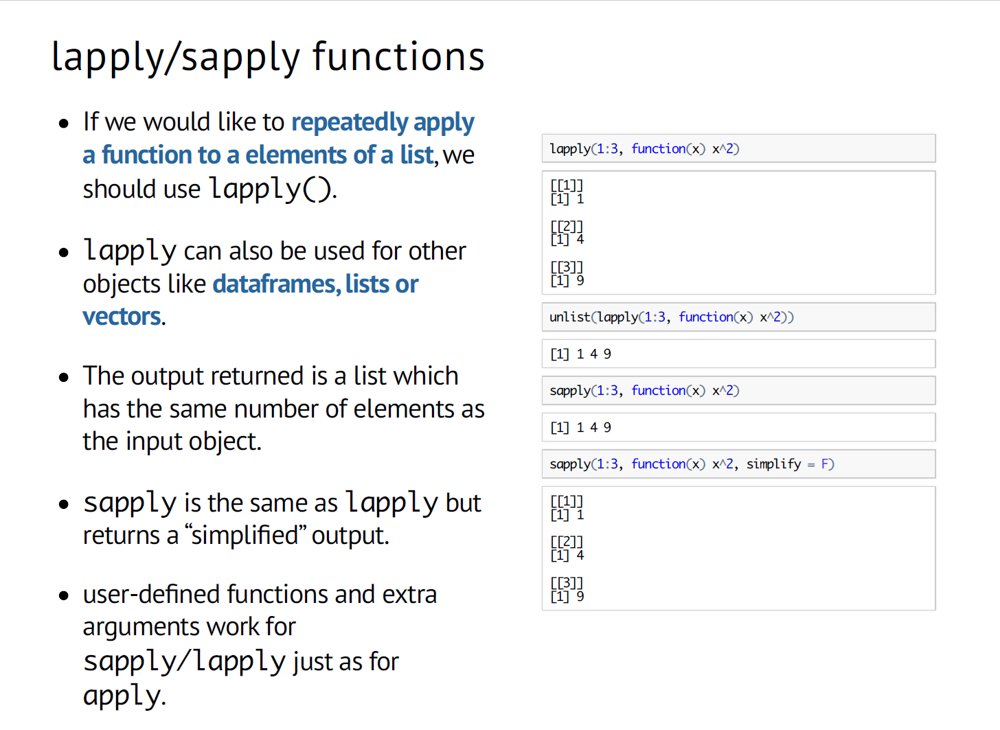 lapply/sapply functions
• If we would like to repeatedly apply
a function to a elements of a list, we
should use lapply().
• lapply can also be used for other
objects like dataframes, lists or
vectors.
• The output returned is a list which
has the same number of elements as
the input object.
• sapply is the same as lapply but
returns a “simplified” output.
• user-defined functions and extra
arguments work for
sapply/lapply just as for
apply.
lapply(1:3, function(x) x^2)
[[1]]
[1] 1
[[2]]
[1] 4
[[3]]
[1] 9
unlist(lapply(1:3, function(x) x^2))
[1] 1 4 9
sapply(1:3, function(x) x^2)
[1] 1 4 9
sapply(1:3, function(x) x^2, simplify = F)
[[1]]
[1] 1
[[2]]
[1] 4
[[3]]
[1] 9